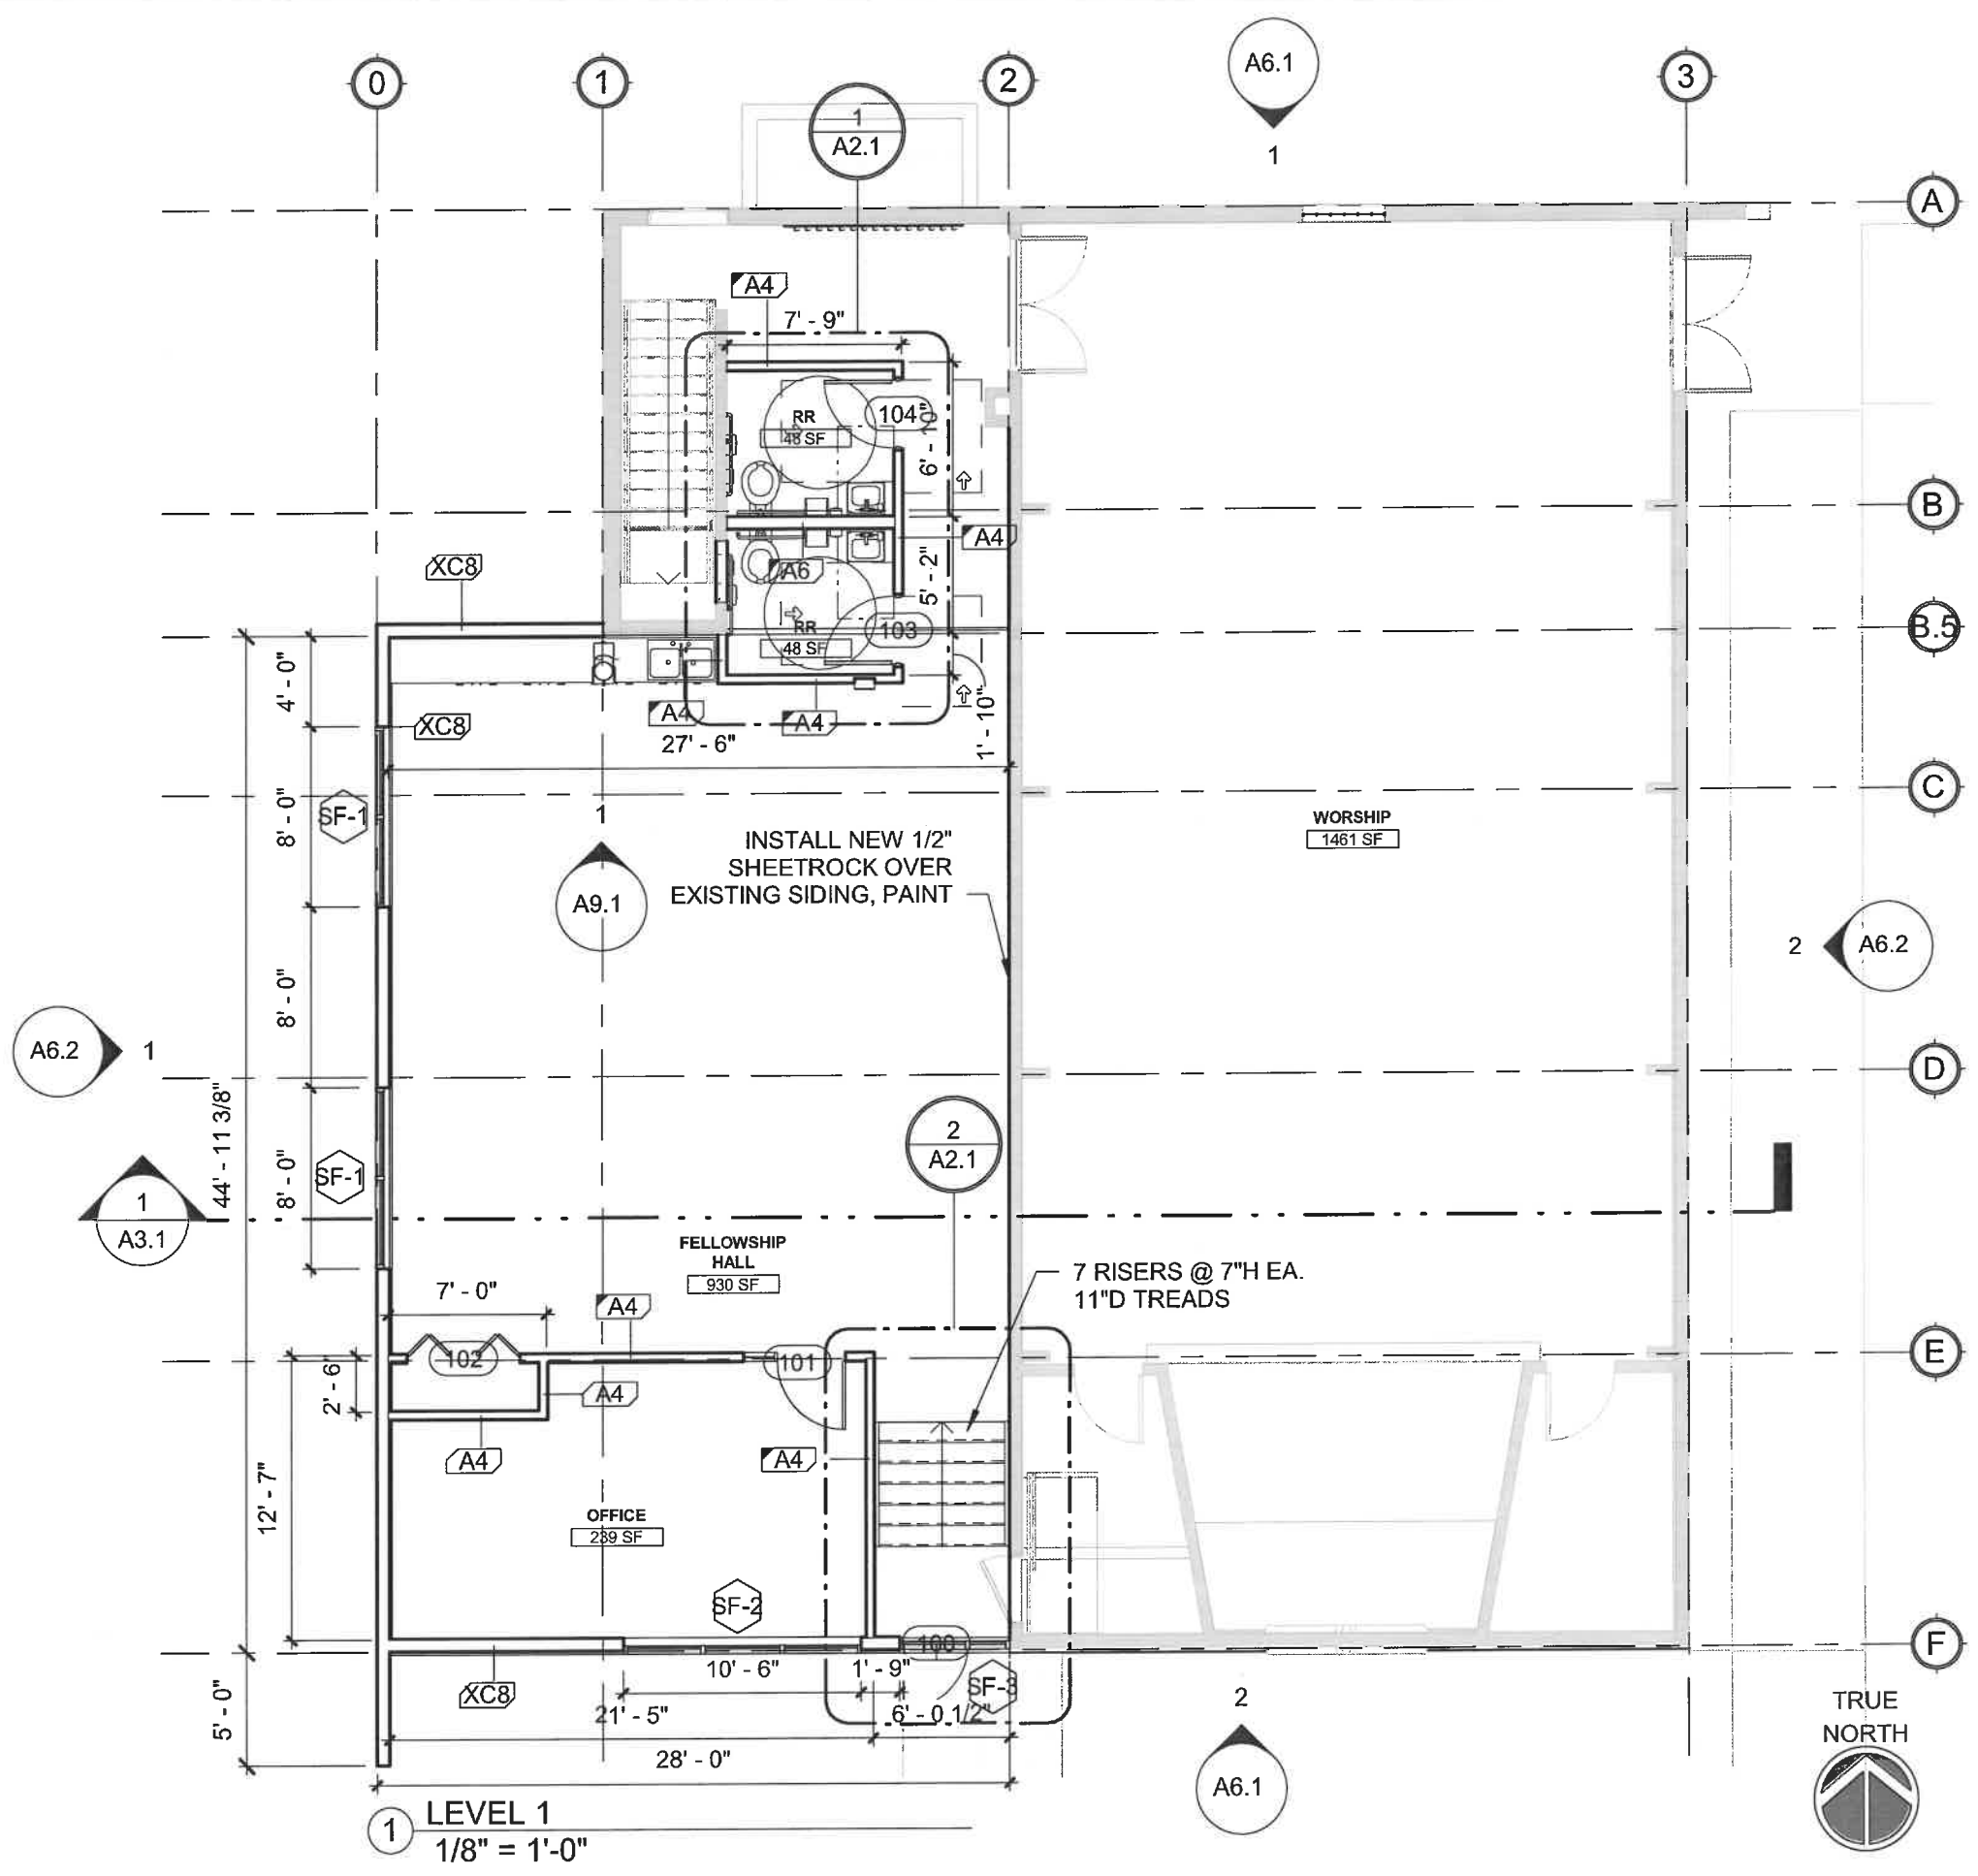 0
1
2
3
A6.1
1
1
A2.1
A
A4
7' - 9"
RR
48 SF
104
6' - 10"
B
A4
A6
5' - 2"
XC8
RR
48 SF
103
B.5
4' - 0"
XC8
A4
A4
27' - 6"
1' - 10"
C
8' - 0"
SF-1
1
A9.1
INSTALL NEW 1/2"
SHEETROCK OVER
EXISTING SIDING, PAINT
WORSHIP
1461 SF
2
A6.2
8' - 0"
A6.2
1
D
44' - 11 3/8"
8' - 0"
SF-1
2
A2.1
1
A3.1
FELLOWSHIP
HALL
930 SF
7 RISERS @ 7"H EA.
11"D TREADS
7' - 0"
A4
102
101
E
2' - 6"
A4
A4
A4
12' - 7"
OFFICE
239 SF
SF-2
100
F
XC8
10' - 6"
1' - 9"
SF-3
5' - 0"
21' - 5"
6' - 0 1/2"
28' - 0"
2
A6.1
TRUE
NORTH
1
LEVEL 1
1/8" = 1'-0"